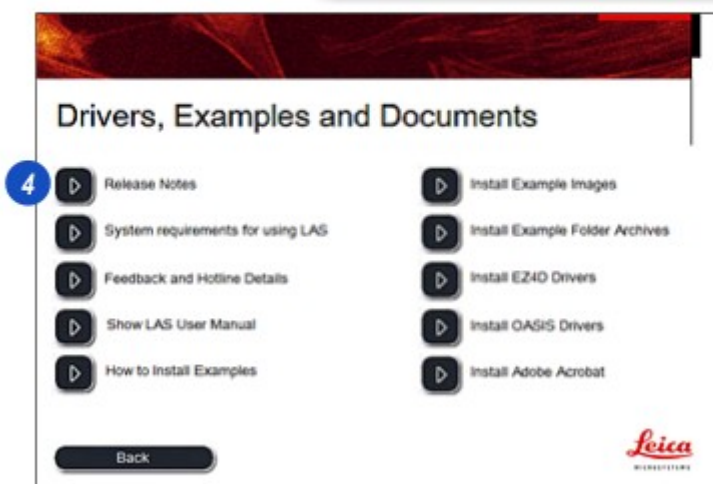 Drivers, Examples and Documents
4
Release Notes
System requirements for using LAS
Feedback and Hotline Details
Show LAS User Manual
How to Install Examples
Install Example Images
Install Example Folder Archives
Install EZ4D Drivers
Install OASIS Drivers
Install Adobe Acrobat
Back
Leica
MICROSYSTEMS